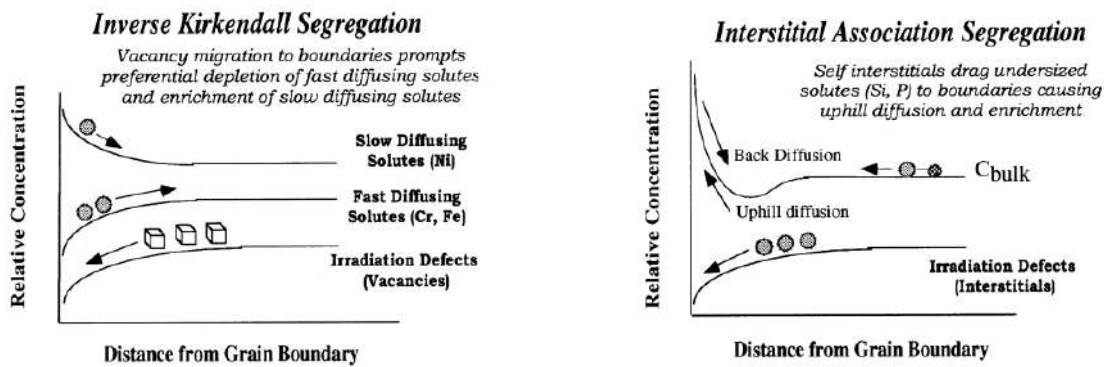 Inverse Kirkendall Segregation
Vacancy migration to boundaries prompts
preferential depletion of fast diffusing solutes
and enrichment of slow diffusing solutes
Relative Concentration
Slow Diffusing
Solutes (Ni)
Fast Diffusing
Solutes (Cr, Fe)
Irradiation Defects
(Vacancies)
Distance from Grain Boundary
Interstitial Association Segregation
Self interstitials drag undersized
solutes (Si, P) to boundaries causing
uphill diffusion and enrichment
Relative Concentration
Back Diffusion
Cbulk
Uphill diffusion
Irradiation Defects
(Interstitials)
Distance from Grain Boundary